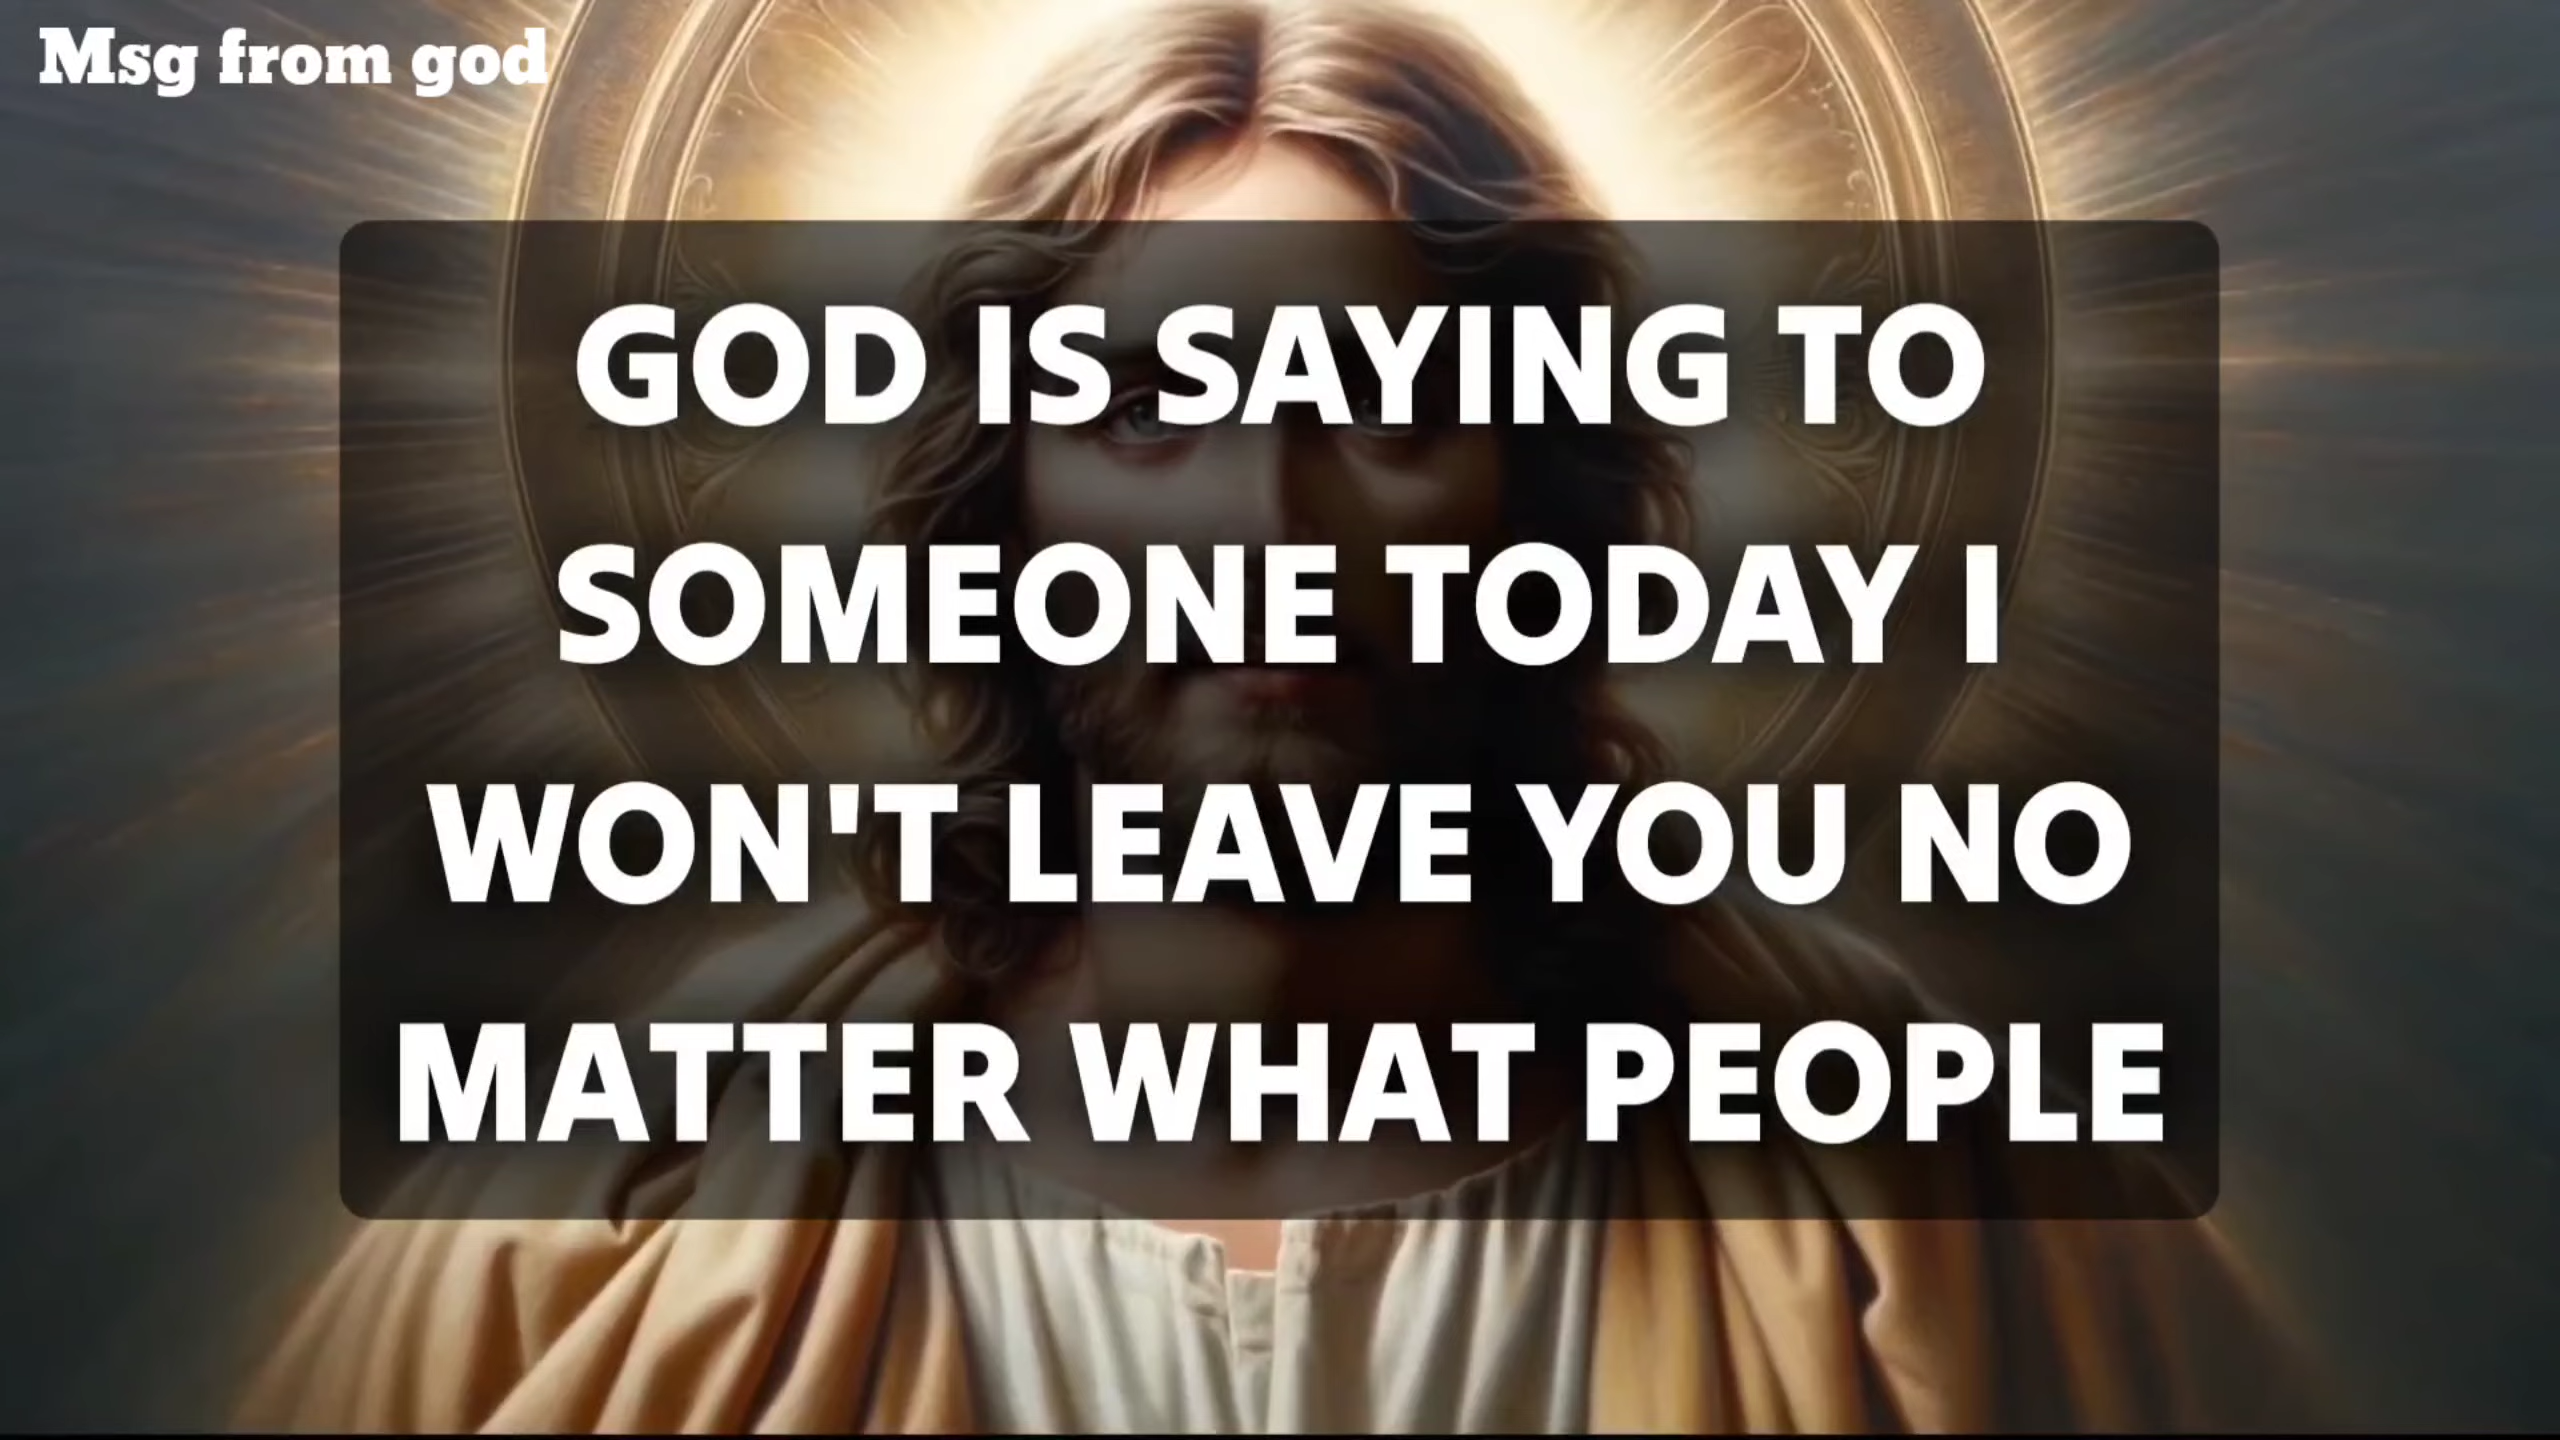 Msg from god
GOD IS SAYING TO
SOMEONE TODAY I
WON'T LEAVE YOU NO
MATTER WHAT PEOPLE